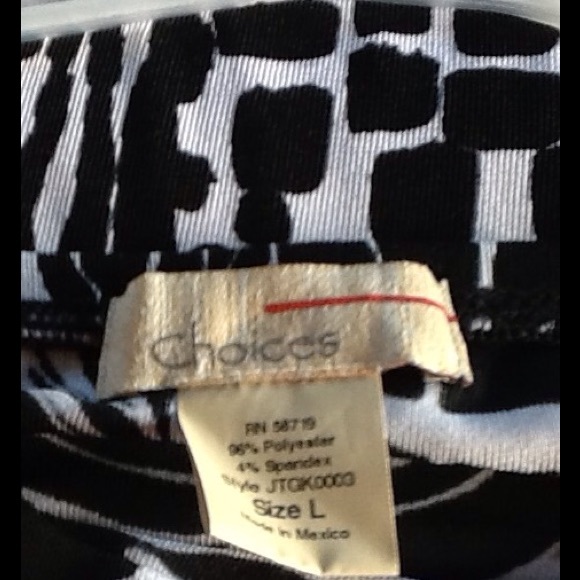 Choices
RN 58719
96% Polyester
4% Spandex
Style JTGK0003
Size L
Made in Mexico